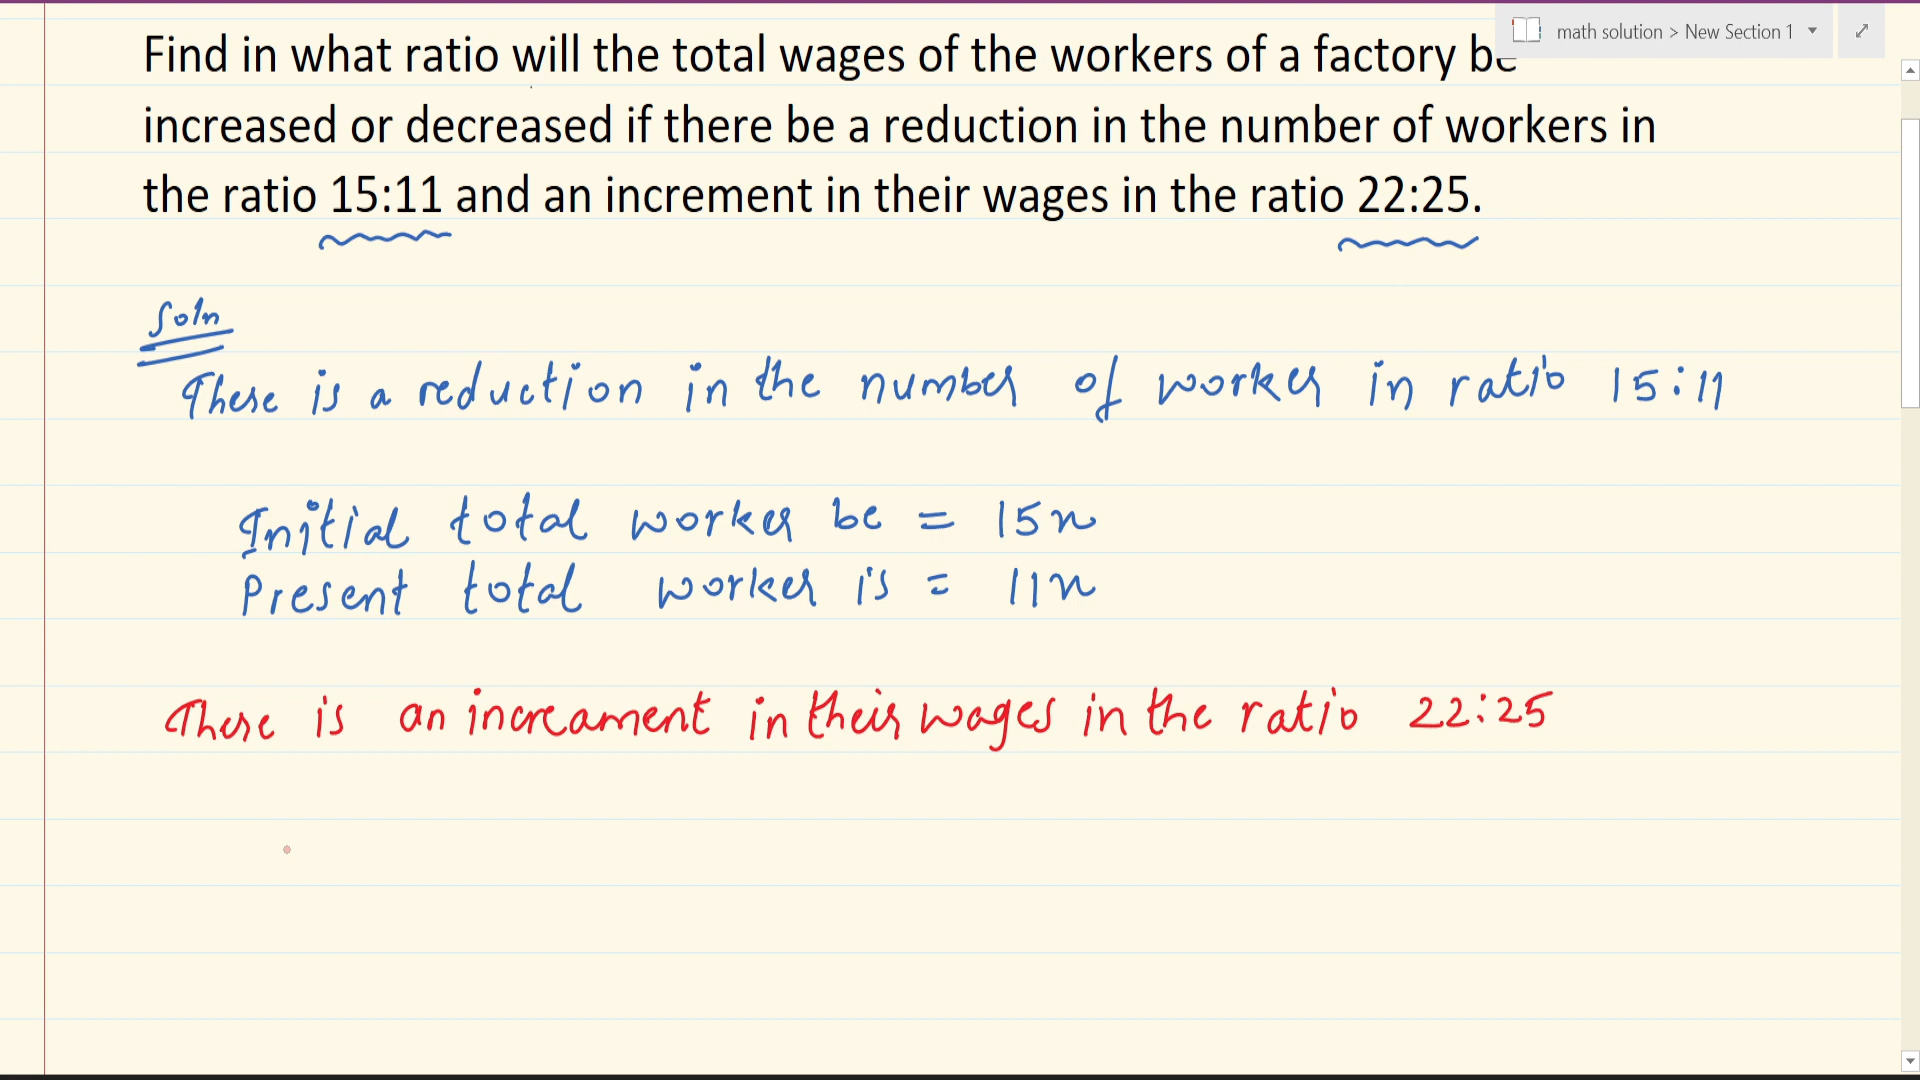 math solution > New Section 1
Find in what ratio will the total wages of the workers of a factory be
increased or decreased if there be a reduction in the number of workers in
the ratio 15:11 and an increment in their wages in the ratio 22:25.
Soln
There is a reduction in the number of worker in ratio 15:11
Initial total worker be = 15x
Present total worker is = 11x
There is an increament in their wages in the ratio 22:25